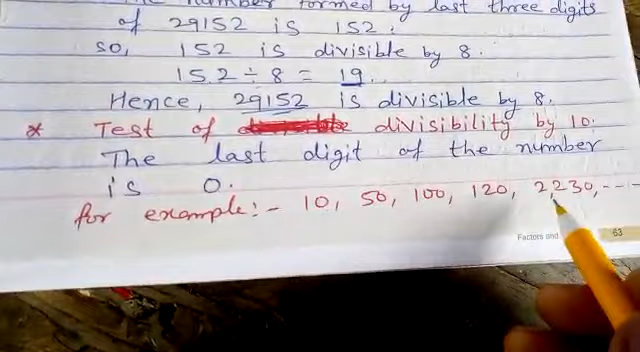 The number formed by last three digits
of 29152 is 152.
so, 152 is divisible by 8.
152 ÷ 8 = 19.
Hence, 29152 is divisible by 8.
* Test of divisibility by 10.
The last digit of the number
is 0.
for example:- 10, 50, 100, 120, 2230, ----
Factors and
63